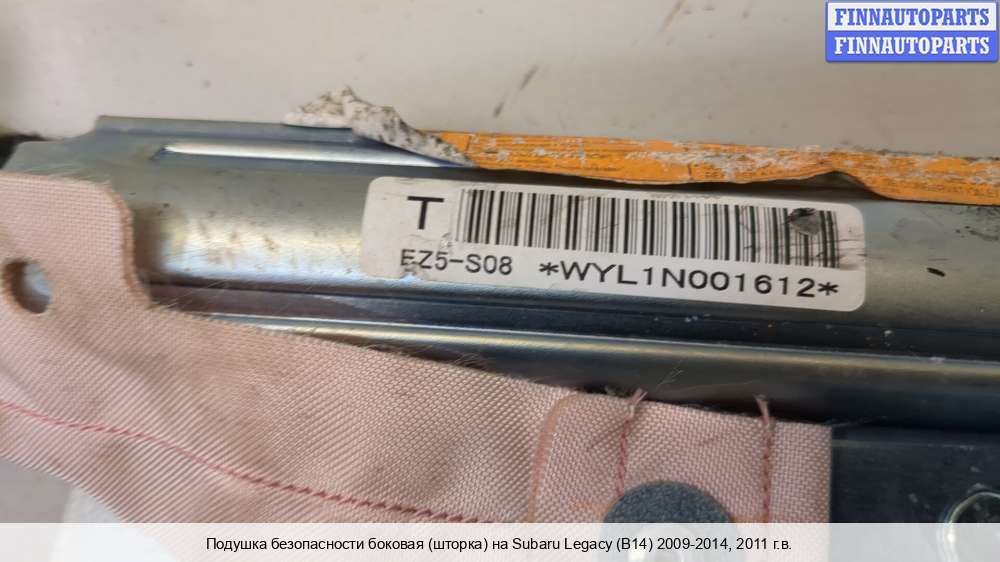 FINNAUTOPARTS
FINNAUTOPARTS
T
EZ5-S08 *WYL1N001612*
Подушка безопасности боковая (шторка) на Subaru Legacy (B14) 2009-2014, 2011 г.в.